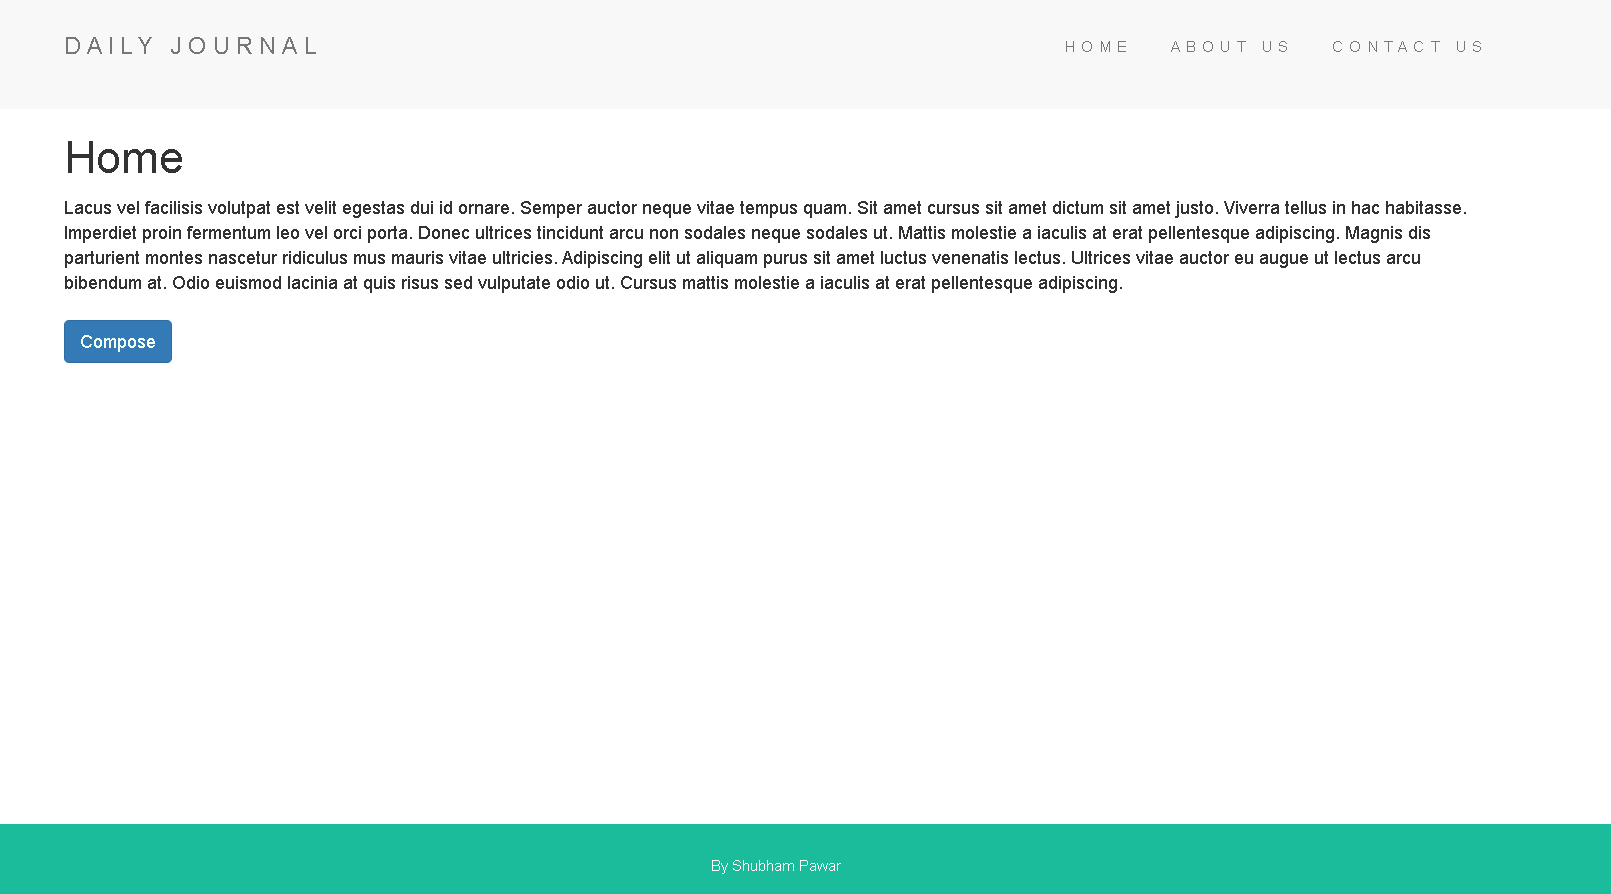 DAILY JOURNAL
HOME ABOUT US CONTACT US
Home
Lacus vel facilisis volutpat est velit egestas dui id ornare. Semper auctor neque vitae tempus quam. Sit amet cursus sit amet dictum sit amet justo. Viverra tellus in hac habitasse.
Imperdiet proin fermentum leo vel orci porta. Donec ultrices tincidunt arcu non sodales neque sodales ut. Mattis molestie a iaculis at erat pellentesque adipiscing. Magnis dis
parturient montes nascetur ridiculus mus mauris vitae ultricies. Adipiscing elit ut aliquam purus sit amet luctus venenatis lectus. Ultrices vitae auctor eu augue ut lectus arcu
bibendum at. Odio euismod lacinia at quis risus sed vulputate odio ut. Cursus mattis molestie a iaculis at erat pellentesque adipiscing.
Compose
By Shubham Pawar